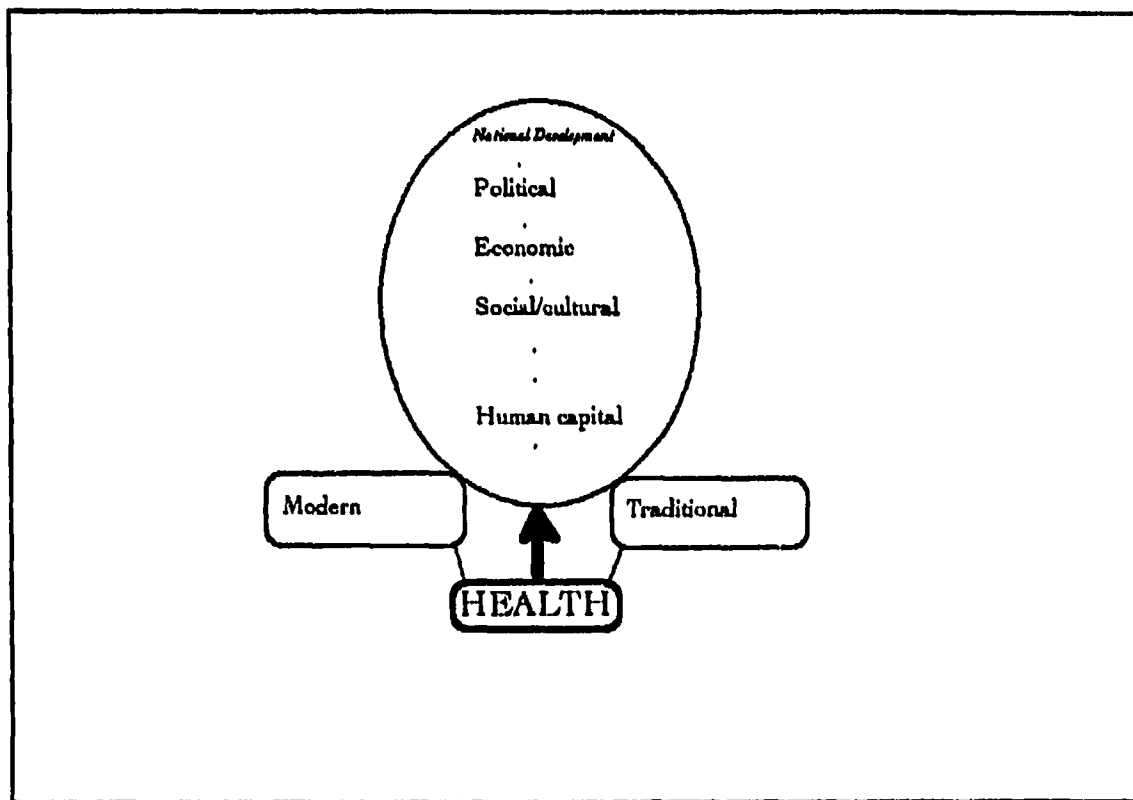 National Development
Political
Economic
Social/cultural
Human capital
Modern
Traditional
HEALTH